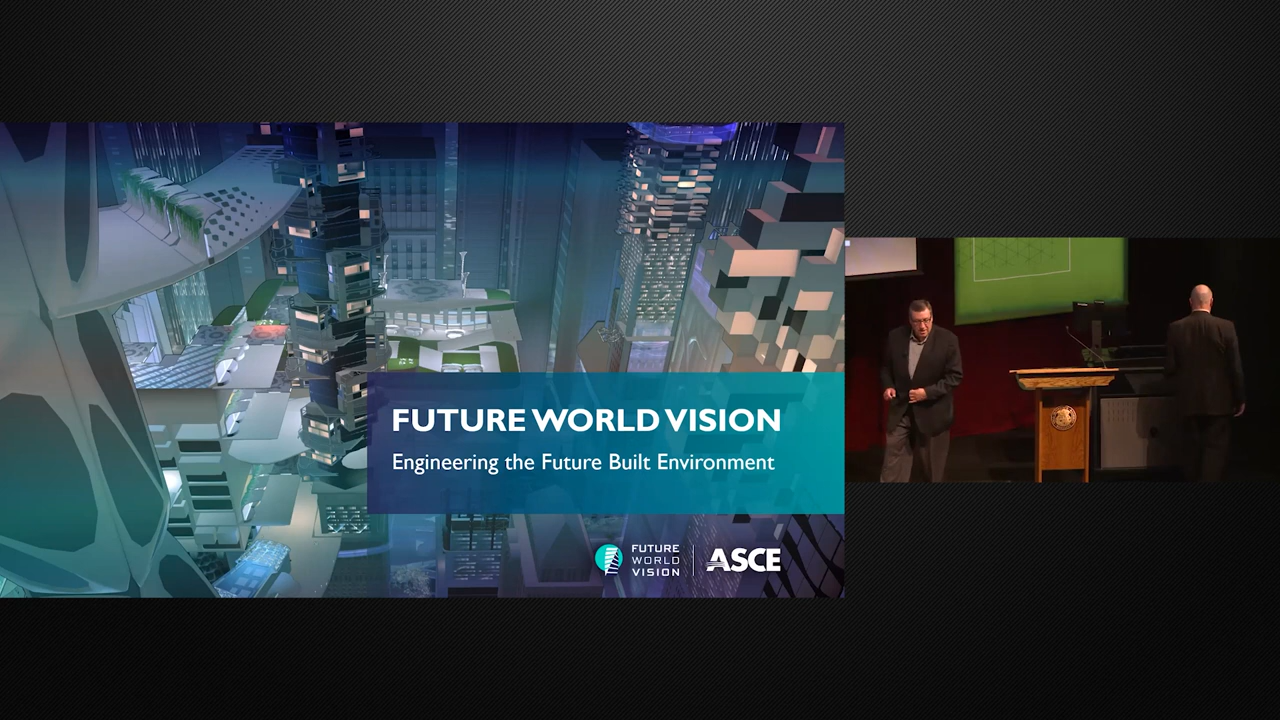 FUTURE WORLD VISION
Engineering the Future Built Environment
FUTURE
WORLD
VISION
ASCE